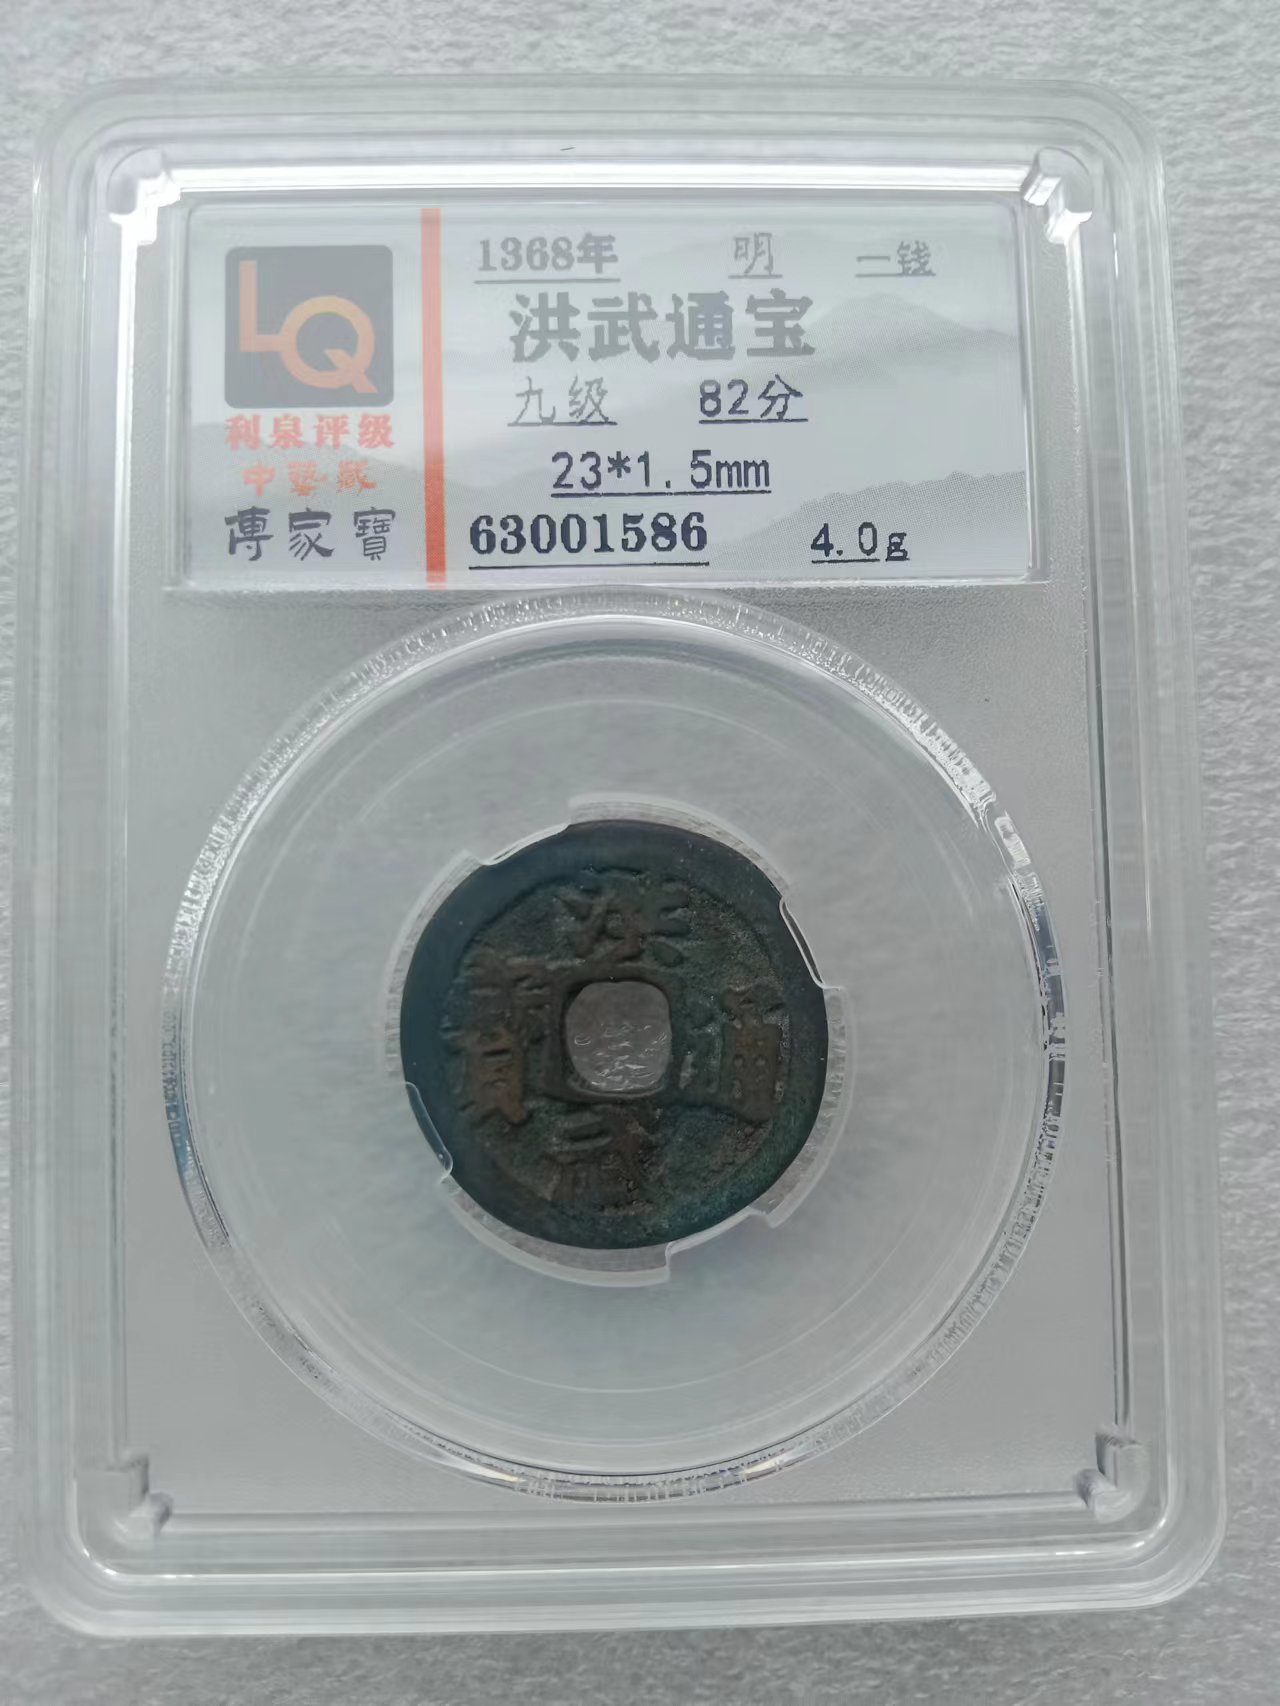 LQ
利泉评级
中藝藏
傳家寶
1368年 明 一钱
洪武通宝
九级 82分
23*1.5mm
63001586 4.0g
洪
寶 通
武